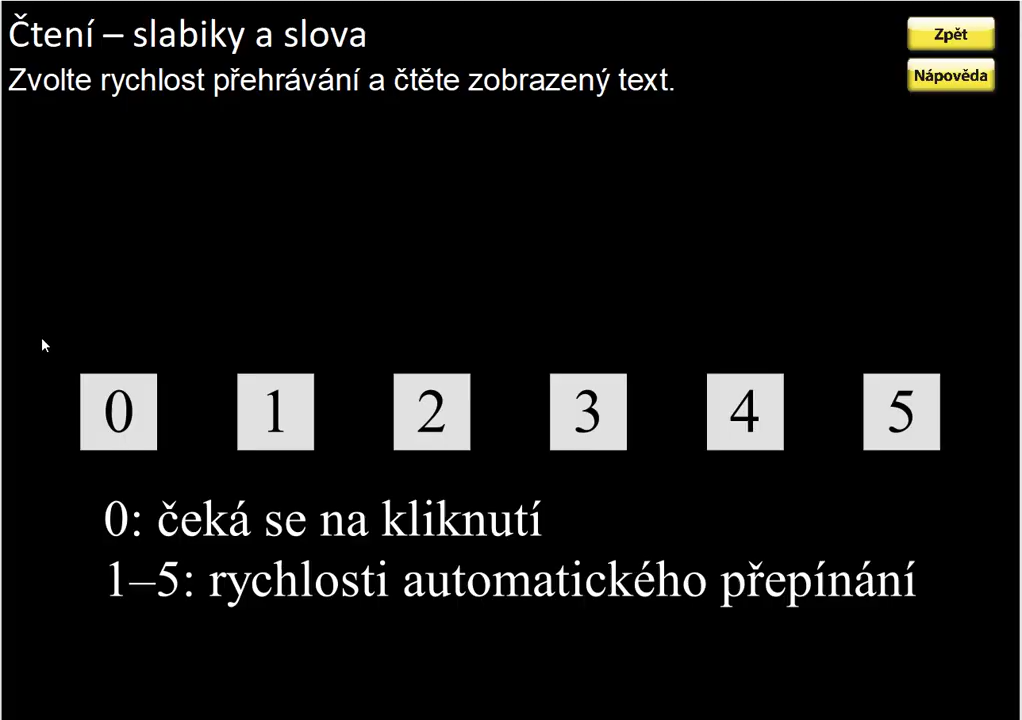 Čtení – slabiky a slova
Zpět
Zvolte rychlost přehrávání a čtěte zobrazený text.
Nápověda
0 1 2 3 4 5
0: čeká se na kliknutí
1–5: rychlosti automatického přepínání